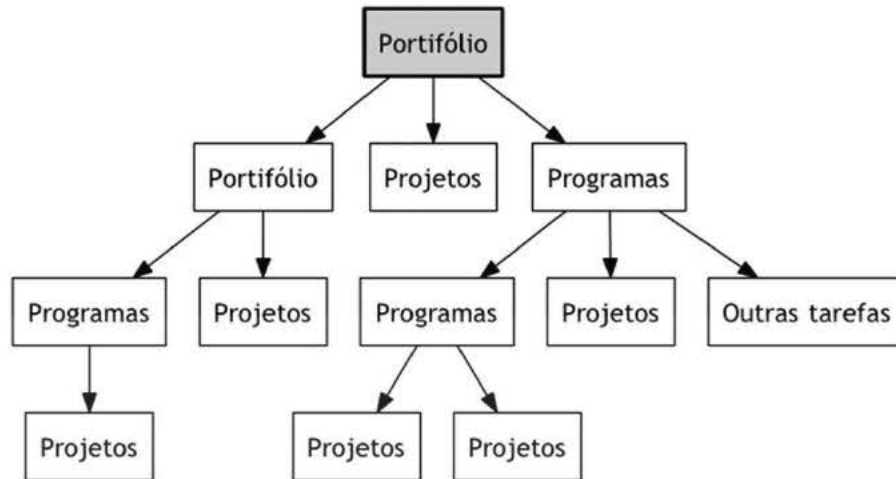 Portifólio
Portifólio
Projetos
Programas
Programas
Projetos
Programas
Projetos
Outras tarefas
Projetos
Projetos
Projetos